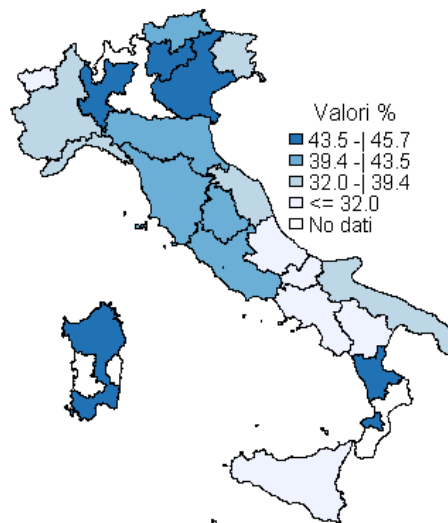 Valori %
43.5 -| 45.7
39.4 -| 43.5
32.0 -| 39.4
<= 32.0
No dati